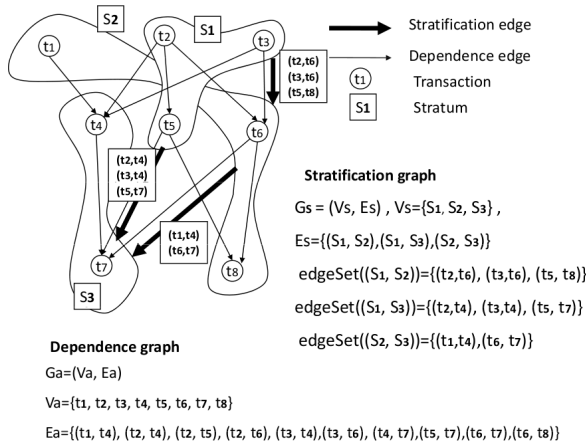 S2
S1
t1
t2
t3
(t2,t6)
(t3,t6)
(t5,t8)
Stratification edge
Dependence edge
t1 Transaction
S1 Stratum
t4
t5
t6
(t2,t4)
(t3,t4)
(t5,t7)
(t1,t4)
(t6,t7)
t7
t8
S3
Stratification graph
Gs = (Vs, Es) , Vs={S1, S2, S3} ,
Es={(S1, S2),(S1, S3),(S2, S3)}
edgeSet((S1, S2))={(t2,t6), (t3,t6), (t5, t8)}
edgeSet((S1, S3))={(t2,t4), (t3,t4), (t5, t7)}
edgeSet((S2, S3))={(t1,t4),(t6, t7)}
Dependence graph
Ga=(Va, Ea)
Va={t1, t2, t3, t4, t5, t6, t7, t8}
Ea={(t1, t4), (t2, t4), (t2, t5), (t2, t6), (t3, t4),(t3, t6), (t4, t7),(t5, t7),(t6, t7),(t6, t8)}